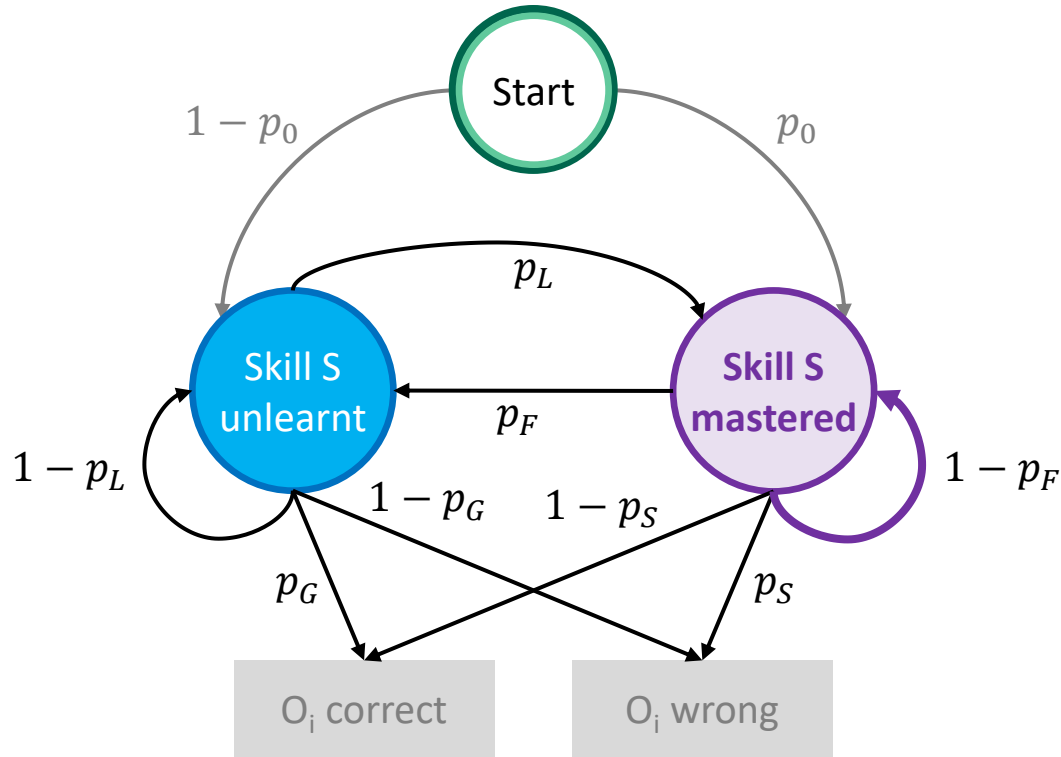 Start
1 − p₀
p₀
p_L
Skill S
unlearnt
Skill S
mastered
p_F
1 − p_L
1 − p_F
1 − p_G
1 − p_S
p_G
p_S
Oᵢ correct
Oᵢ wrong